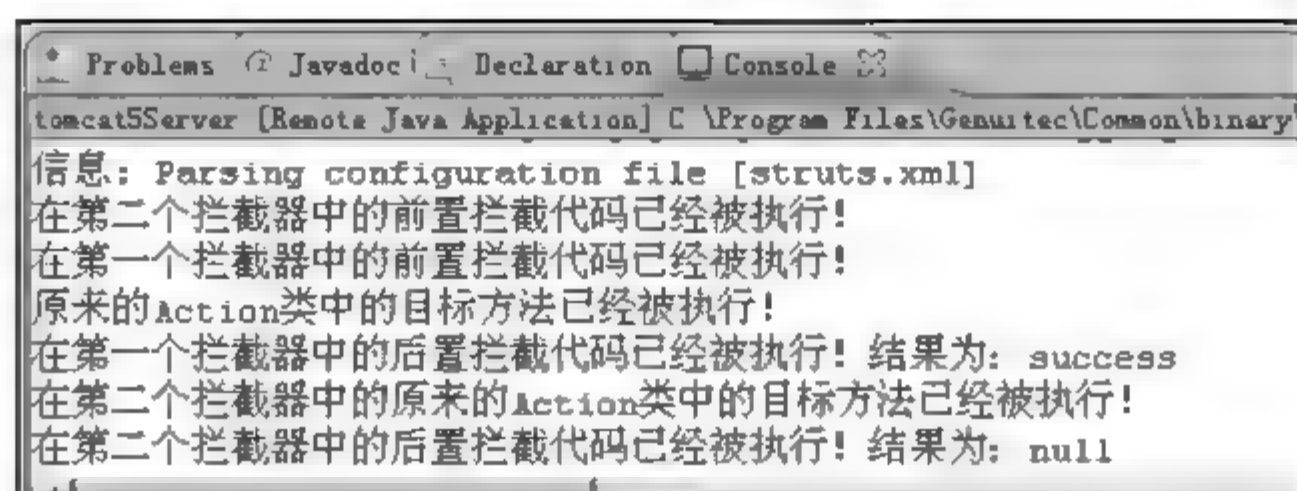 Problems Javadoc Declaration Console
tomcat5Server [Remote Java Application] C \Program Files\Genuitec\Common\binary\
信息: Parsing configuration file [struts.xml]
在第二个拦截器中的前置拦截代码已经被执行!
在第一个拦截器中的前置拦截代码已经被执行!
原来的Action类中的目标方法已经被执行!
在第一个拦截器中的后置拦截代码已经被执行! 结果为: success
在第二个拦截器中的原来的Action类中的目标方法已经被执行!
在第二个拦截器中的后置拦截代码已经被执行! 结果为: null